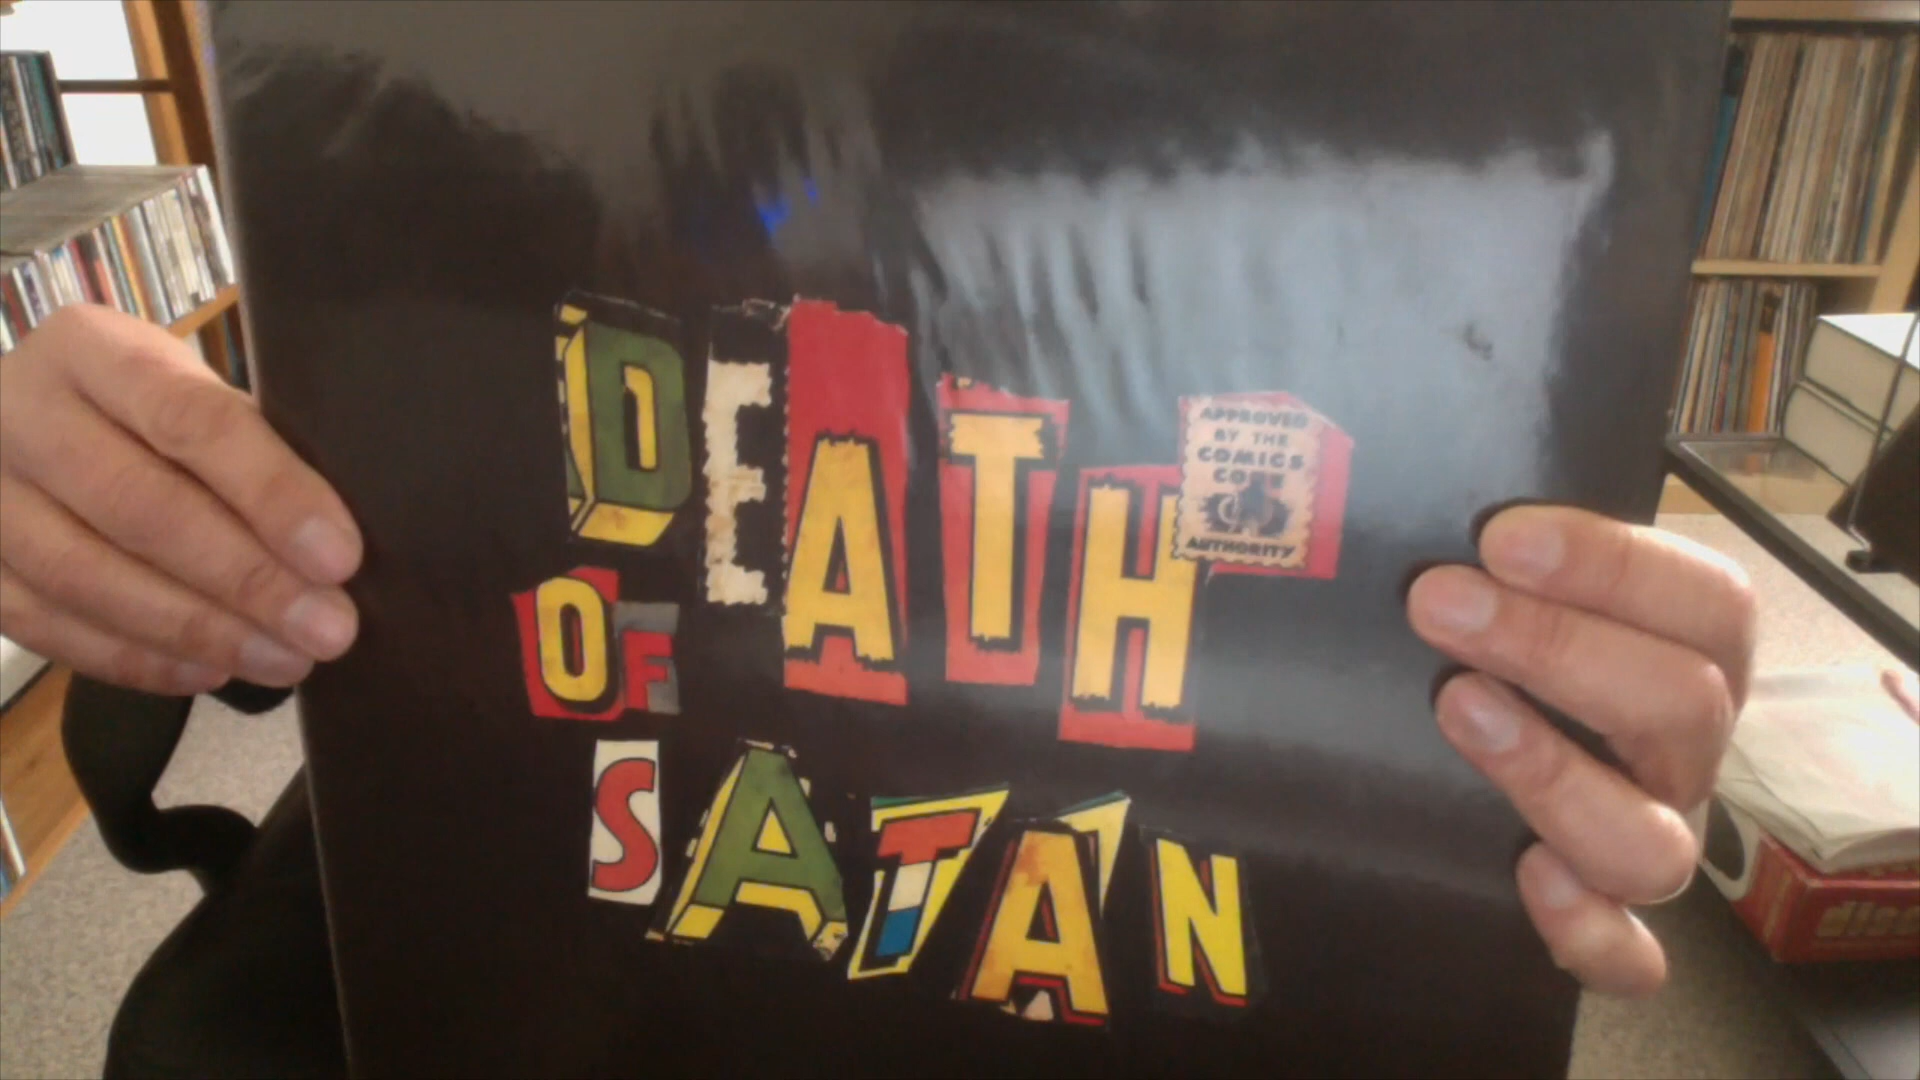 DEATH
APPROVED
BY THE
COMICS
CODE
AUTHORITY
OF
SATAN